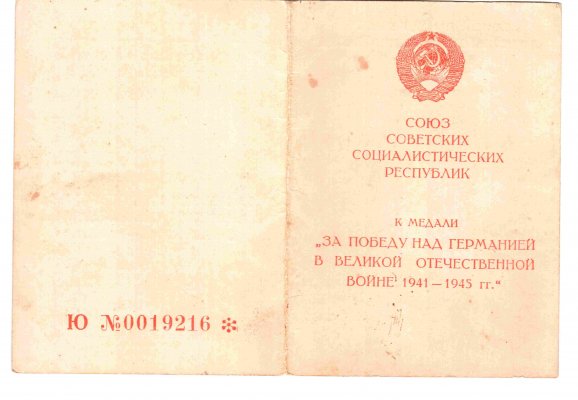 Ю №0019216 ✻
СОЮЗ
СОВЕТСКИХ
СОЦИАЛИСТИЧЕСКИХ
РЕСПУБЛИК
К МЕДАЛИ
„ЗА ПОБЕДУ НАД ГЕРМАНИЕЙ
В ВЕЛИКОЙ ОТЕЧЕСТВЕННОЙ
ВОЙНЕ 1941—1945 гг.“